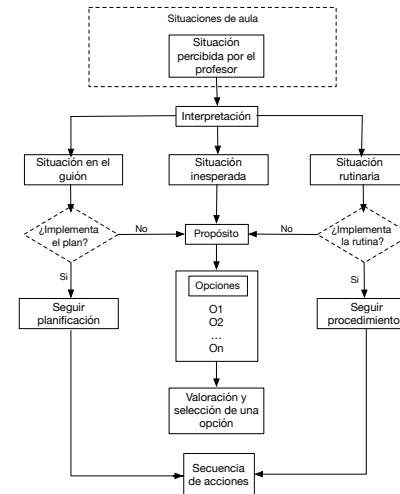 Situaciones de aula
Situación
percibida por el
profesor
Interpretación
Situación en el
guión
Situación
inesperada
Situación
rutinaria
¿Implementa
el plan?
No
Propósito
No
¿Implementa
la rutina?
Si
Si
Opciones
O1
O2
...
On
Seguir
planificación
Seguir
procedimiento
Valoración y
selección de una
opción
Secuencia
de acciones